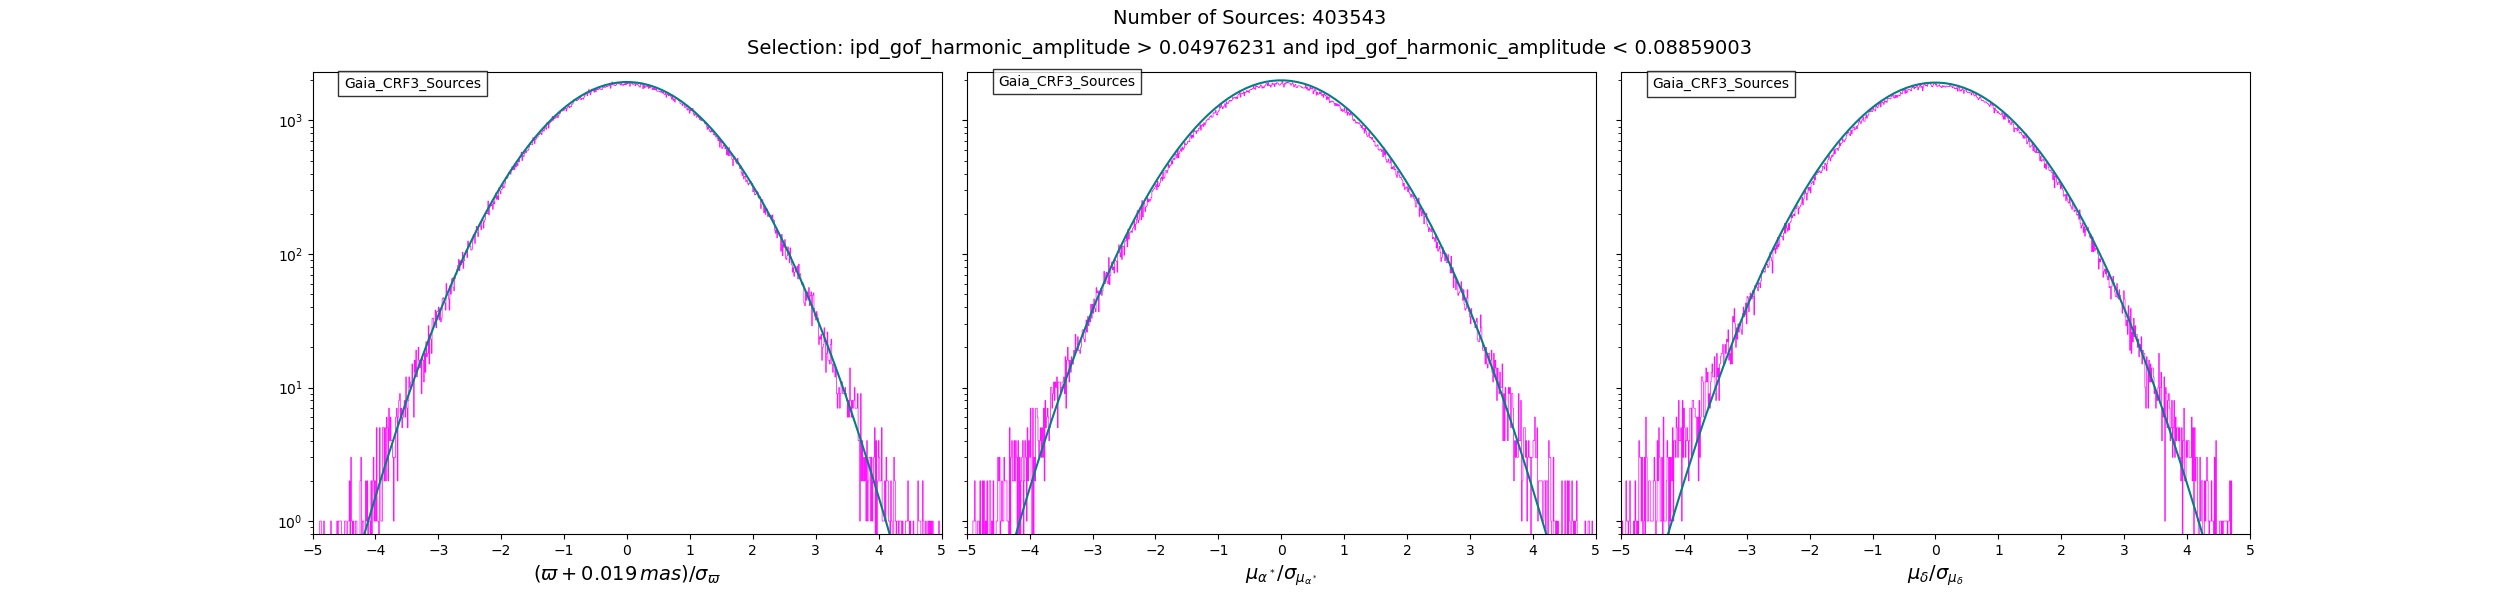 Number of Sources: 403543
Selection: ipd_gof_harmonic_amplitude > 0.04976231 and ipd_gof_harmonic_amplitude < 0.08859003
Gaia_CRF3_Sources
Gaia_CRF3_Sources
Gaia_CRF3_Sources
10³
10²
10¹
10⁰
−5 −4 −3 −2 −1 0 1 2 3 4 5
−5 −4 −3 −2 −1 0 1 2 3 4 5
−5 −4 −3 −2 −1 0 1 2 3 4 5
(ϖ + 0.019 mas)/σ_ϖ
μ_α*/σ_μ_α*
μ_δ/σ_μ_δ